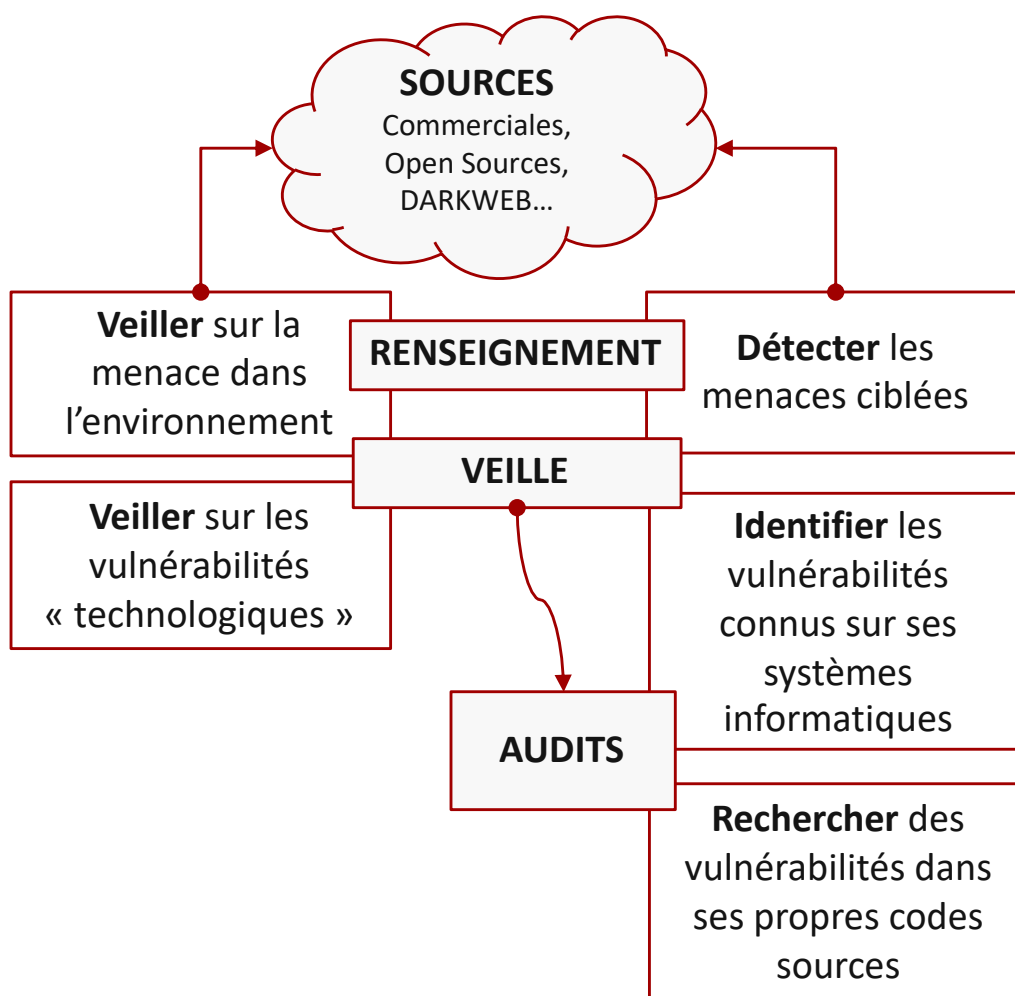 SOURCES
Commerciales,
Open Sources,
DARKWEB…
Veiller sur la
menace dans
l’environnement
RENSEIGNEMENT
Détecter les
menaces ciblées
VEILLE
Veiller sur les
vulnérabilités
« technologiques »
Identifier les
vulnérabilités
connus sur ses
systèmes
informatiques
AUDITS
Rechercher des
vulnérabilités dans
ses propres codes
sources